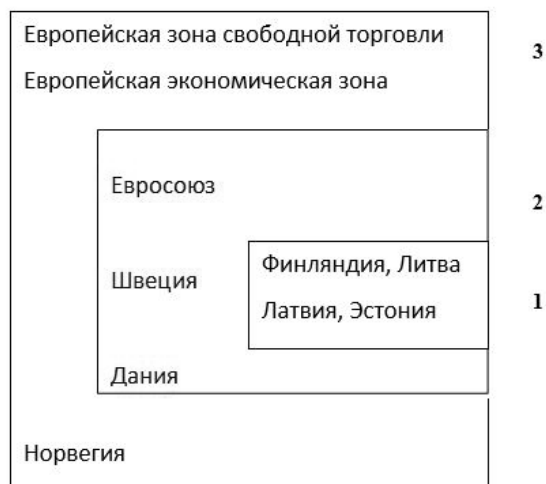 Европейская зона свободной торговли
3
Европейская экономическая зона
Евросоюз
2
Финляндия, Литва
Швеция
1
Латвия, Эстония
Дания
Норвегия